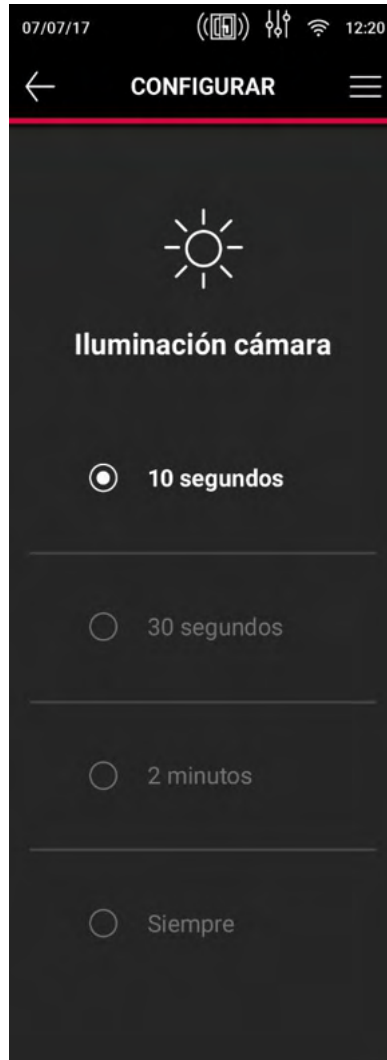 07/07/17 12:20
CONFIGURAR
Iluminación cámara
10 segundos
30 segundos
2 minutos
Siempre